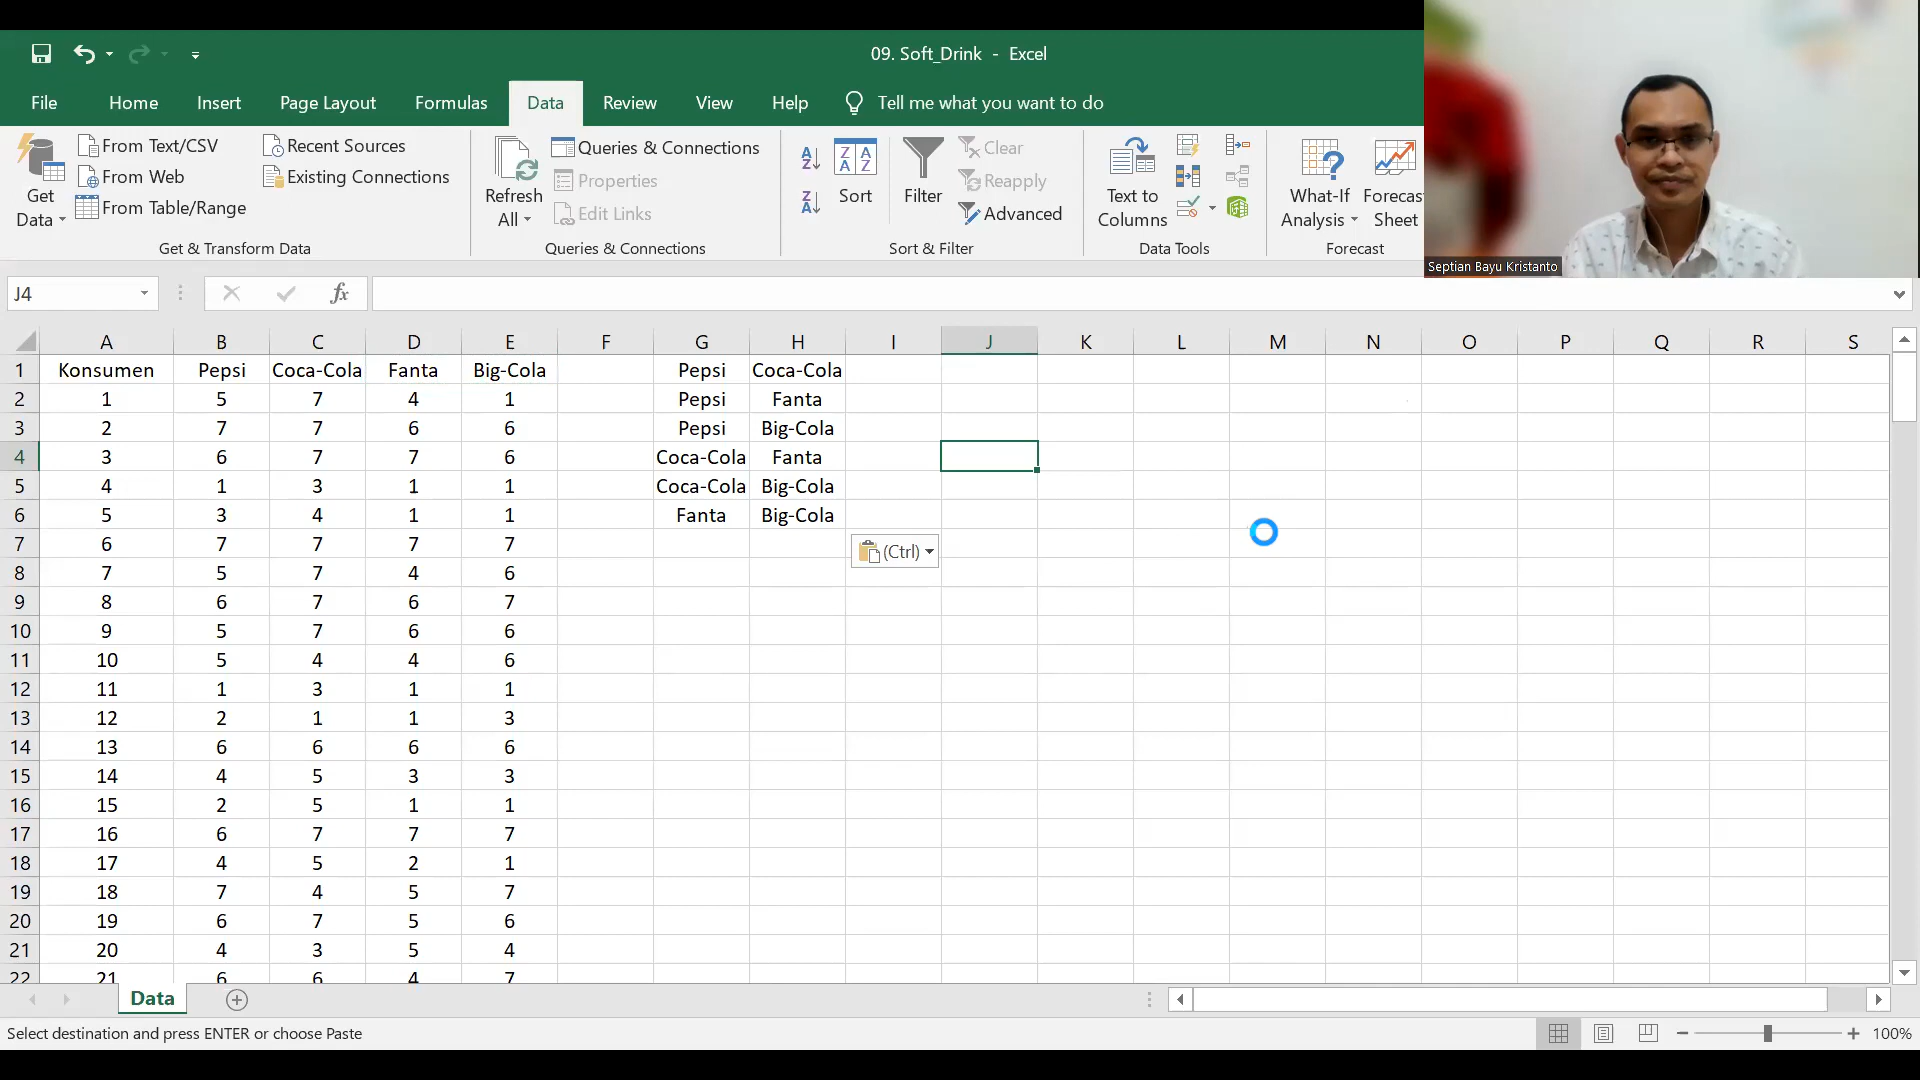 09. Soft_Drink - Excel
File Home Insert Page Layout Formulas Data Review View Help Tell me what you want to do
Get Data
From Text/CSV
From Web
From Table/Range
Recent Sources
Existing Connections
Get & Transform Data
Refresh All
Queries & Connections
Properties
Edit Links
Queries & Connections
Sort
Filter
Clear
Reapply
Advanced
Sort & Filter
Text to Columns
Data Tools
What-If Analysis
Forecast Sheet
Forecast
Septian Bayu Kristanto
J4 fx
A B C D E F G H I J K L M N O P Q R S
1 Konsumen Pepsi Coca-Cola Fanta Big-Cola Pepsi Coca-Cola
2 1 5 7 4 1 Pepsi Fanta
3 2 7 7 6 6 Pepsi Big-Cola
4 3 6 7 7 6 Coca-Cola Fanta
5 4 1 3 1 1 Coca-Cola Big-Cola
6 5 3 4 1 1 Fanta Big-Cola
7 6 7 7 7 7 (Ctrl)
8 7 5 7 4 6
9 8 6 7 6 7
10 9 5 7 6 6
11 10 5 4 4 6
12 11 1 3 1 1
13 12 2 1 1 3
14 13 6 6 6 6
15 14 4 5 3 3
16 15 2 5 1 1
17 16 6 7 7 7
18 17 4 5 2 1
19 18 7 4 5 7
20 19 6 7 5 6
21 20 4 3 5 4
22 21 6 6 4 7
Data
Select destination and press ENTER or choose Paste
100%